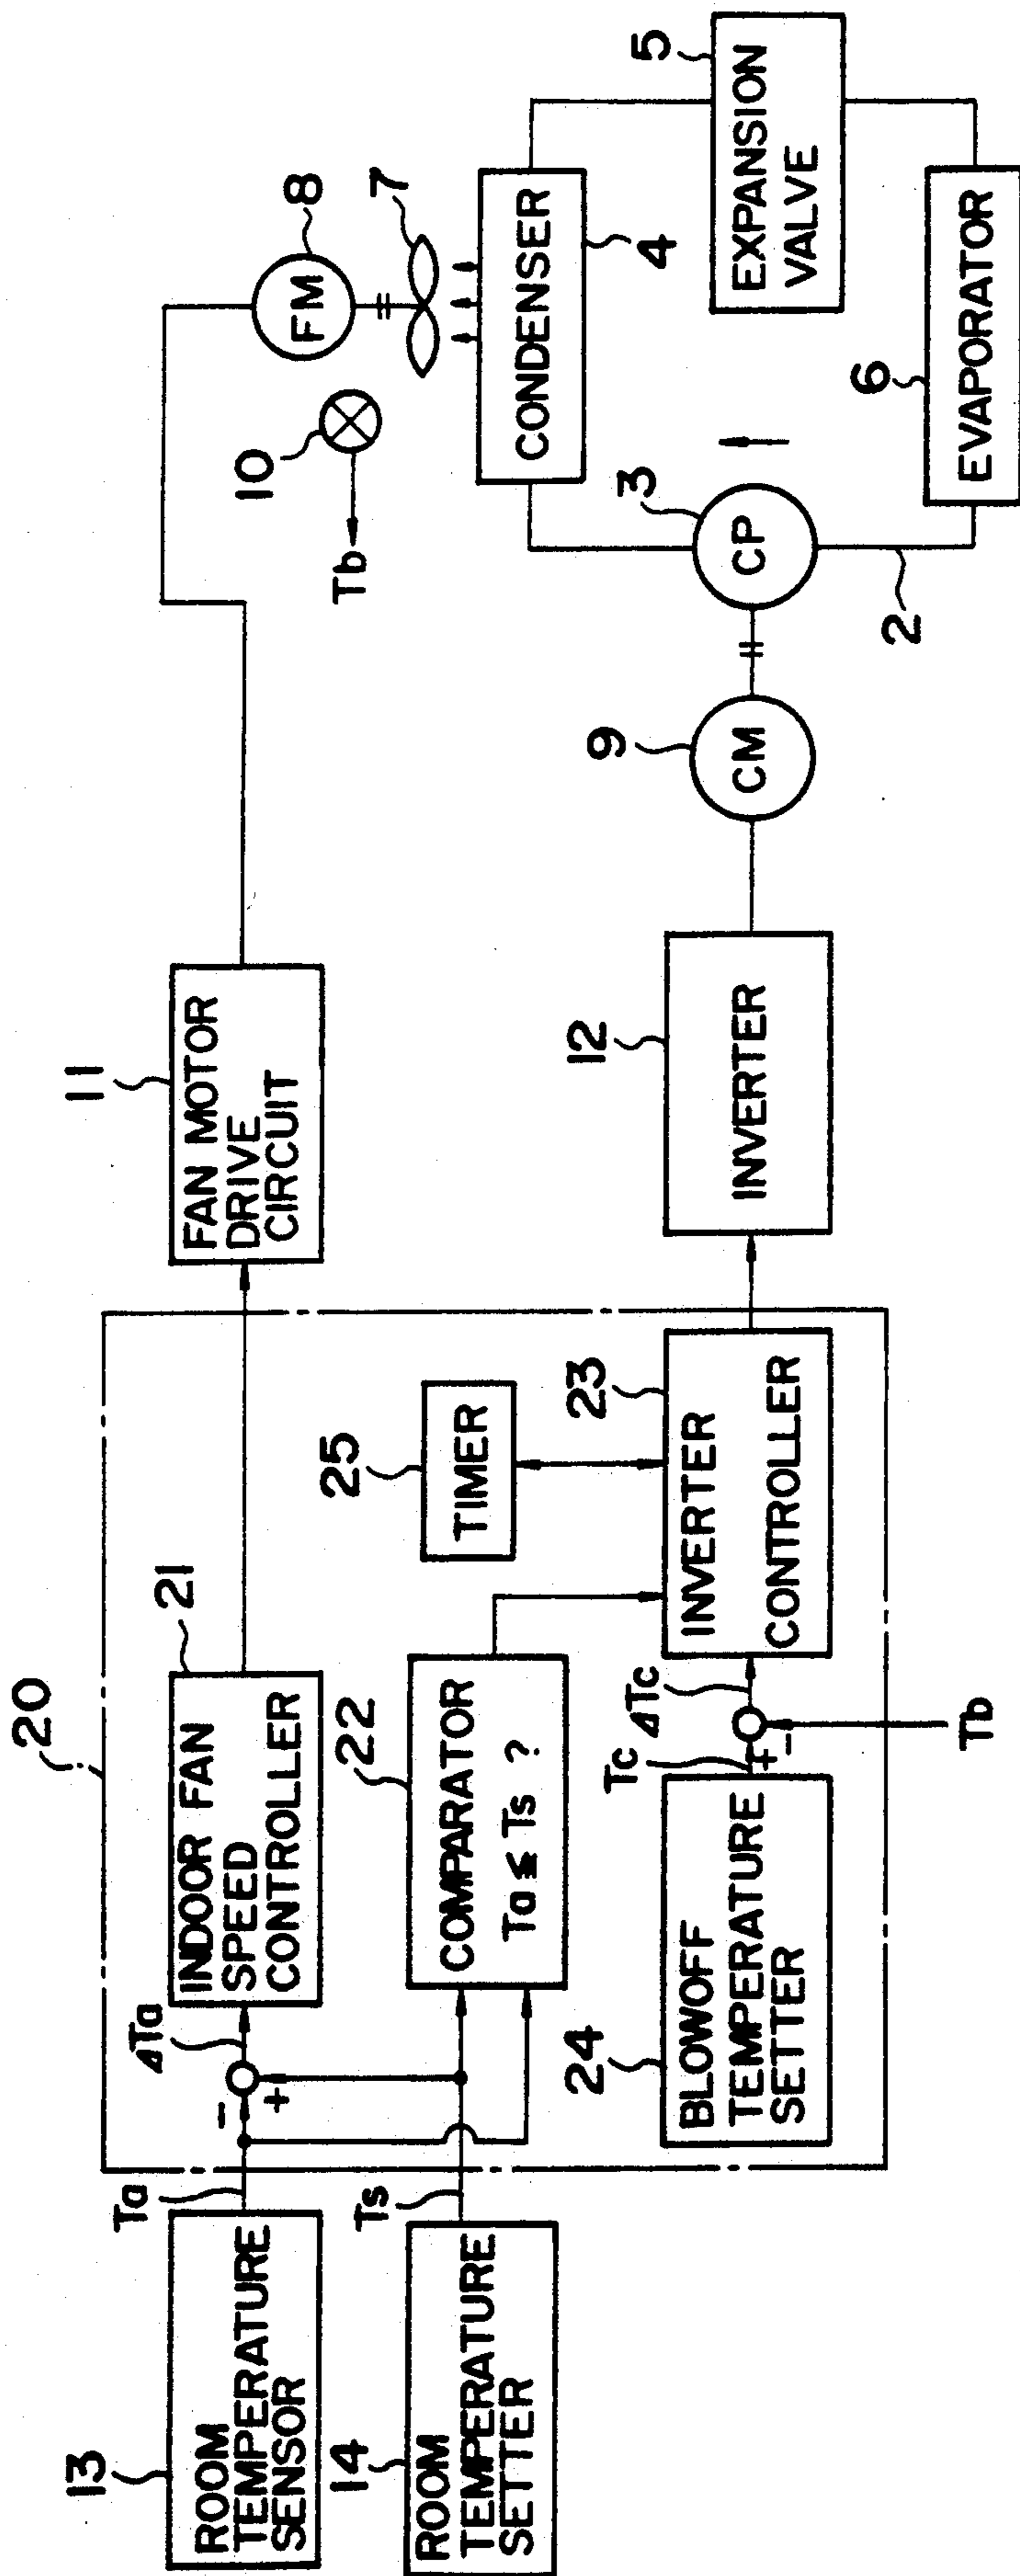 13
ROOM
TEMPERATURE
SENSOR
Ta
20
−
+
ΔTa
21
INDOOR FAN
SPEED
CONTROLLER
11
FAN MOTOR
DRIVE
CIRCUIT
8
FM
7
10
Tb
14
ROOM
TEMPERATURE
SETTER
Ts
22
COMPARATOR
Ta ≦ Ts ?
25
TIMER
CONDENSER
4
5
EXPANSION
VALVE
6
EVAPORATOR
3
CP
2
9
CM
24
BLOWOFF
TEMPERATURE
SETTER
Tc
+
−
ΔTc
Tb
23
INVERTER
CONTROLLER
12
INVERTER